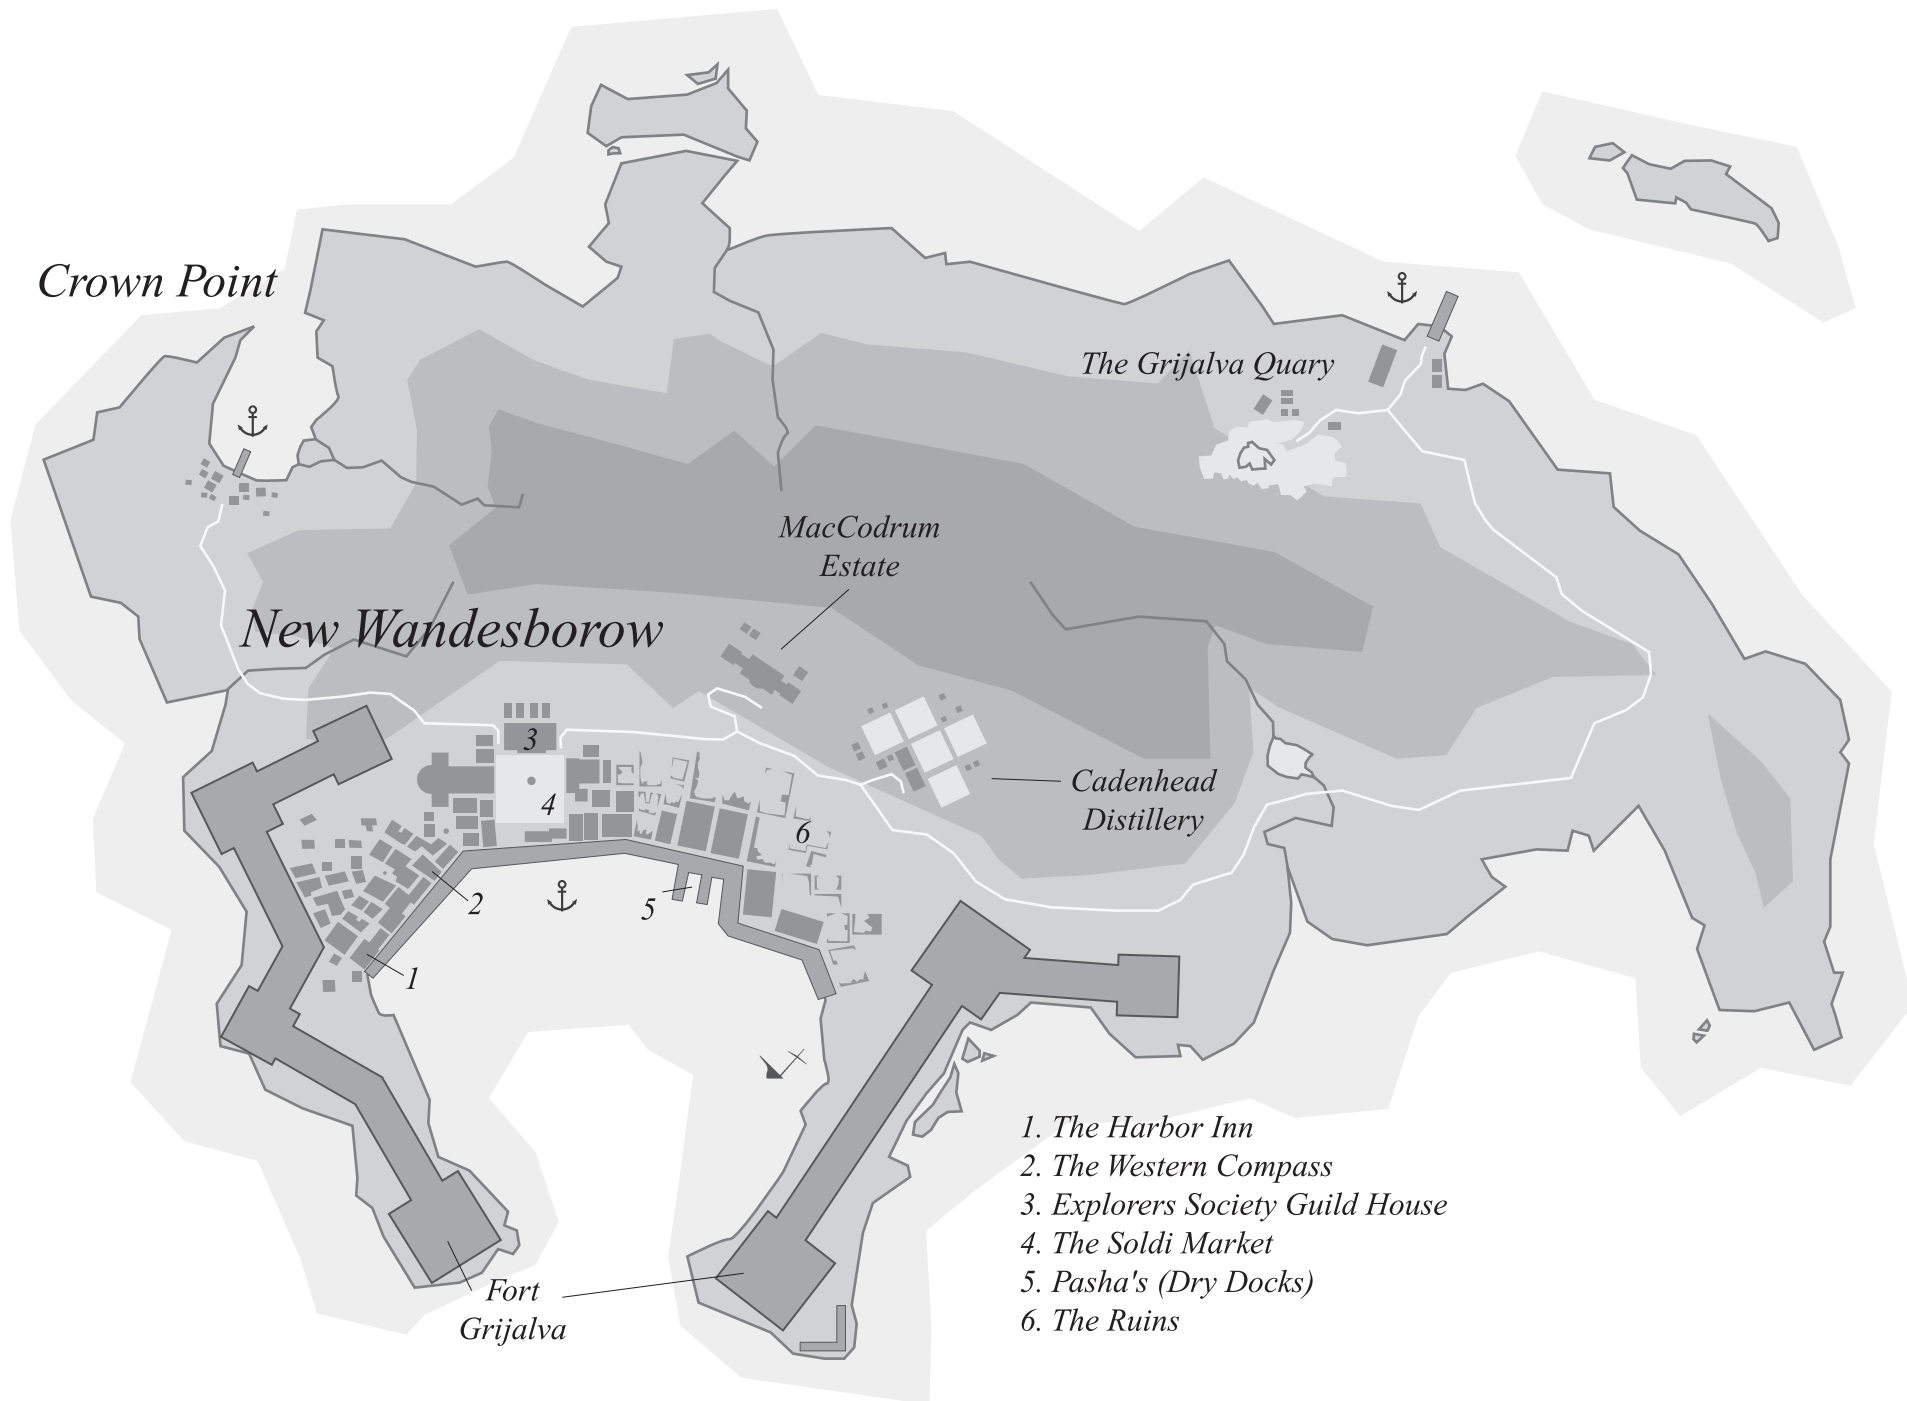 Crown Point
The Grijalva Quary
MacCodrum
Estate
New Wandesborow
3
4
Cadenhead
Distillery
6
2
5
1
1. The Harbor Inn
2. The Western Compass
3. Explorers Society Guild House
4. The Soldi Market
5. Pasha's (Dry Docks)
6. The Ruins
Fort
Grijalva